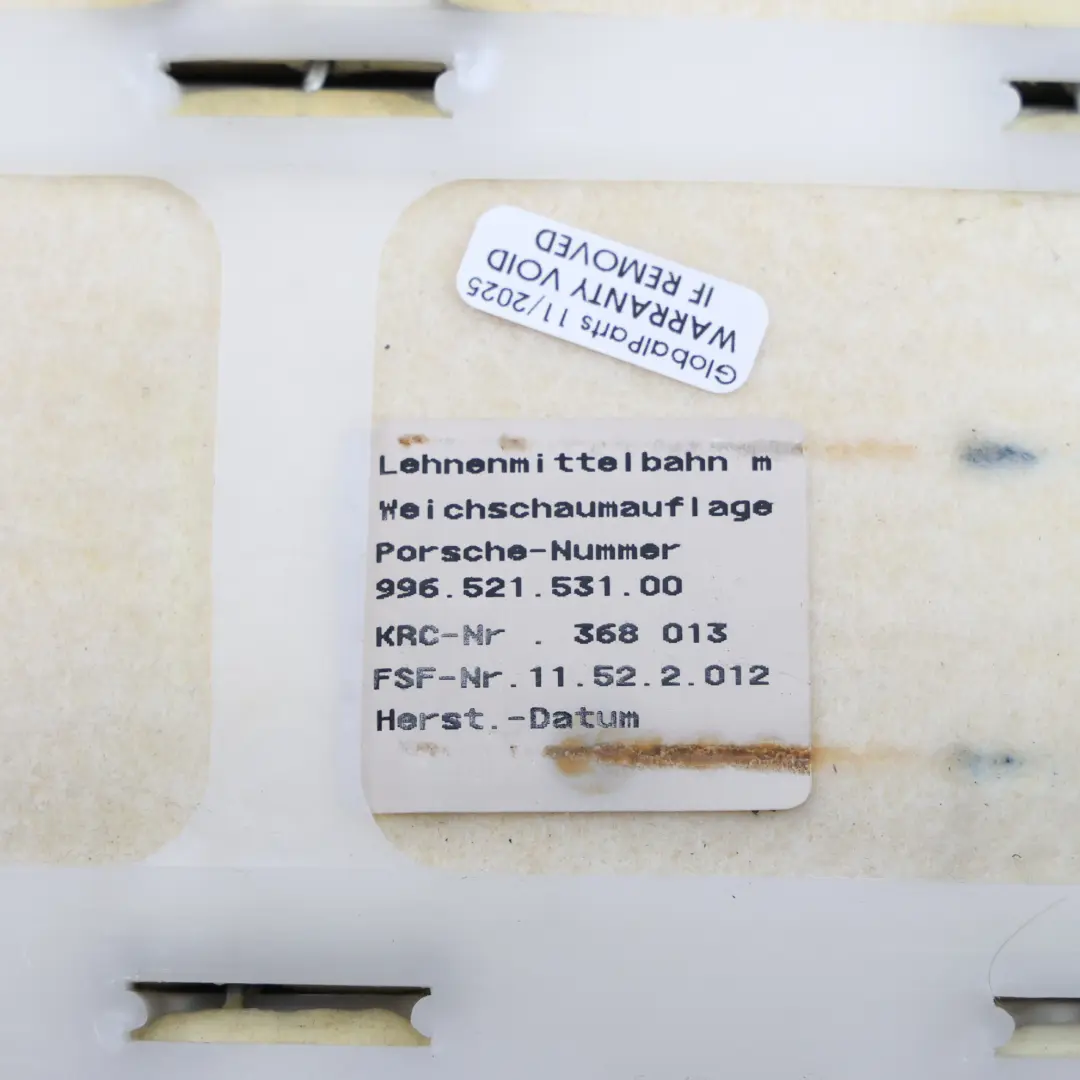 GlobalParts 11/2025
WARRANTY VOID
IF REMOVED
Lehnenmittelbahn m
Weichschaumauflage
Porsche-Nummer
996.521.531.00
KRC-Nr . 368 013
FSF-Nr.11.52.2.012
Herst.-Datum